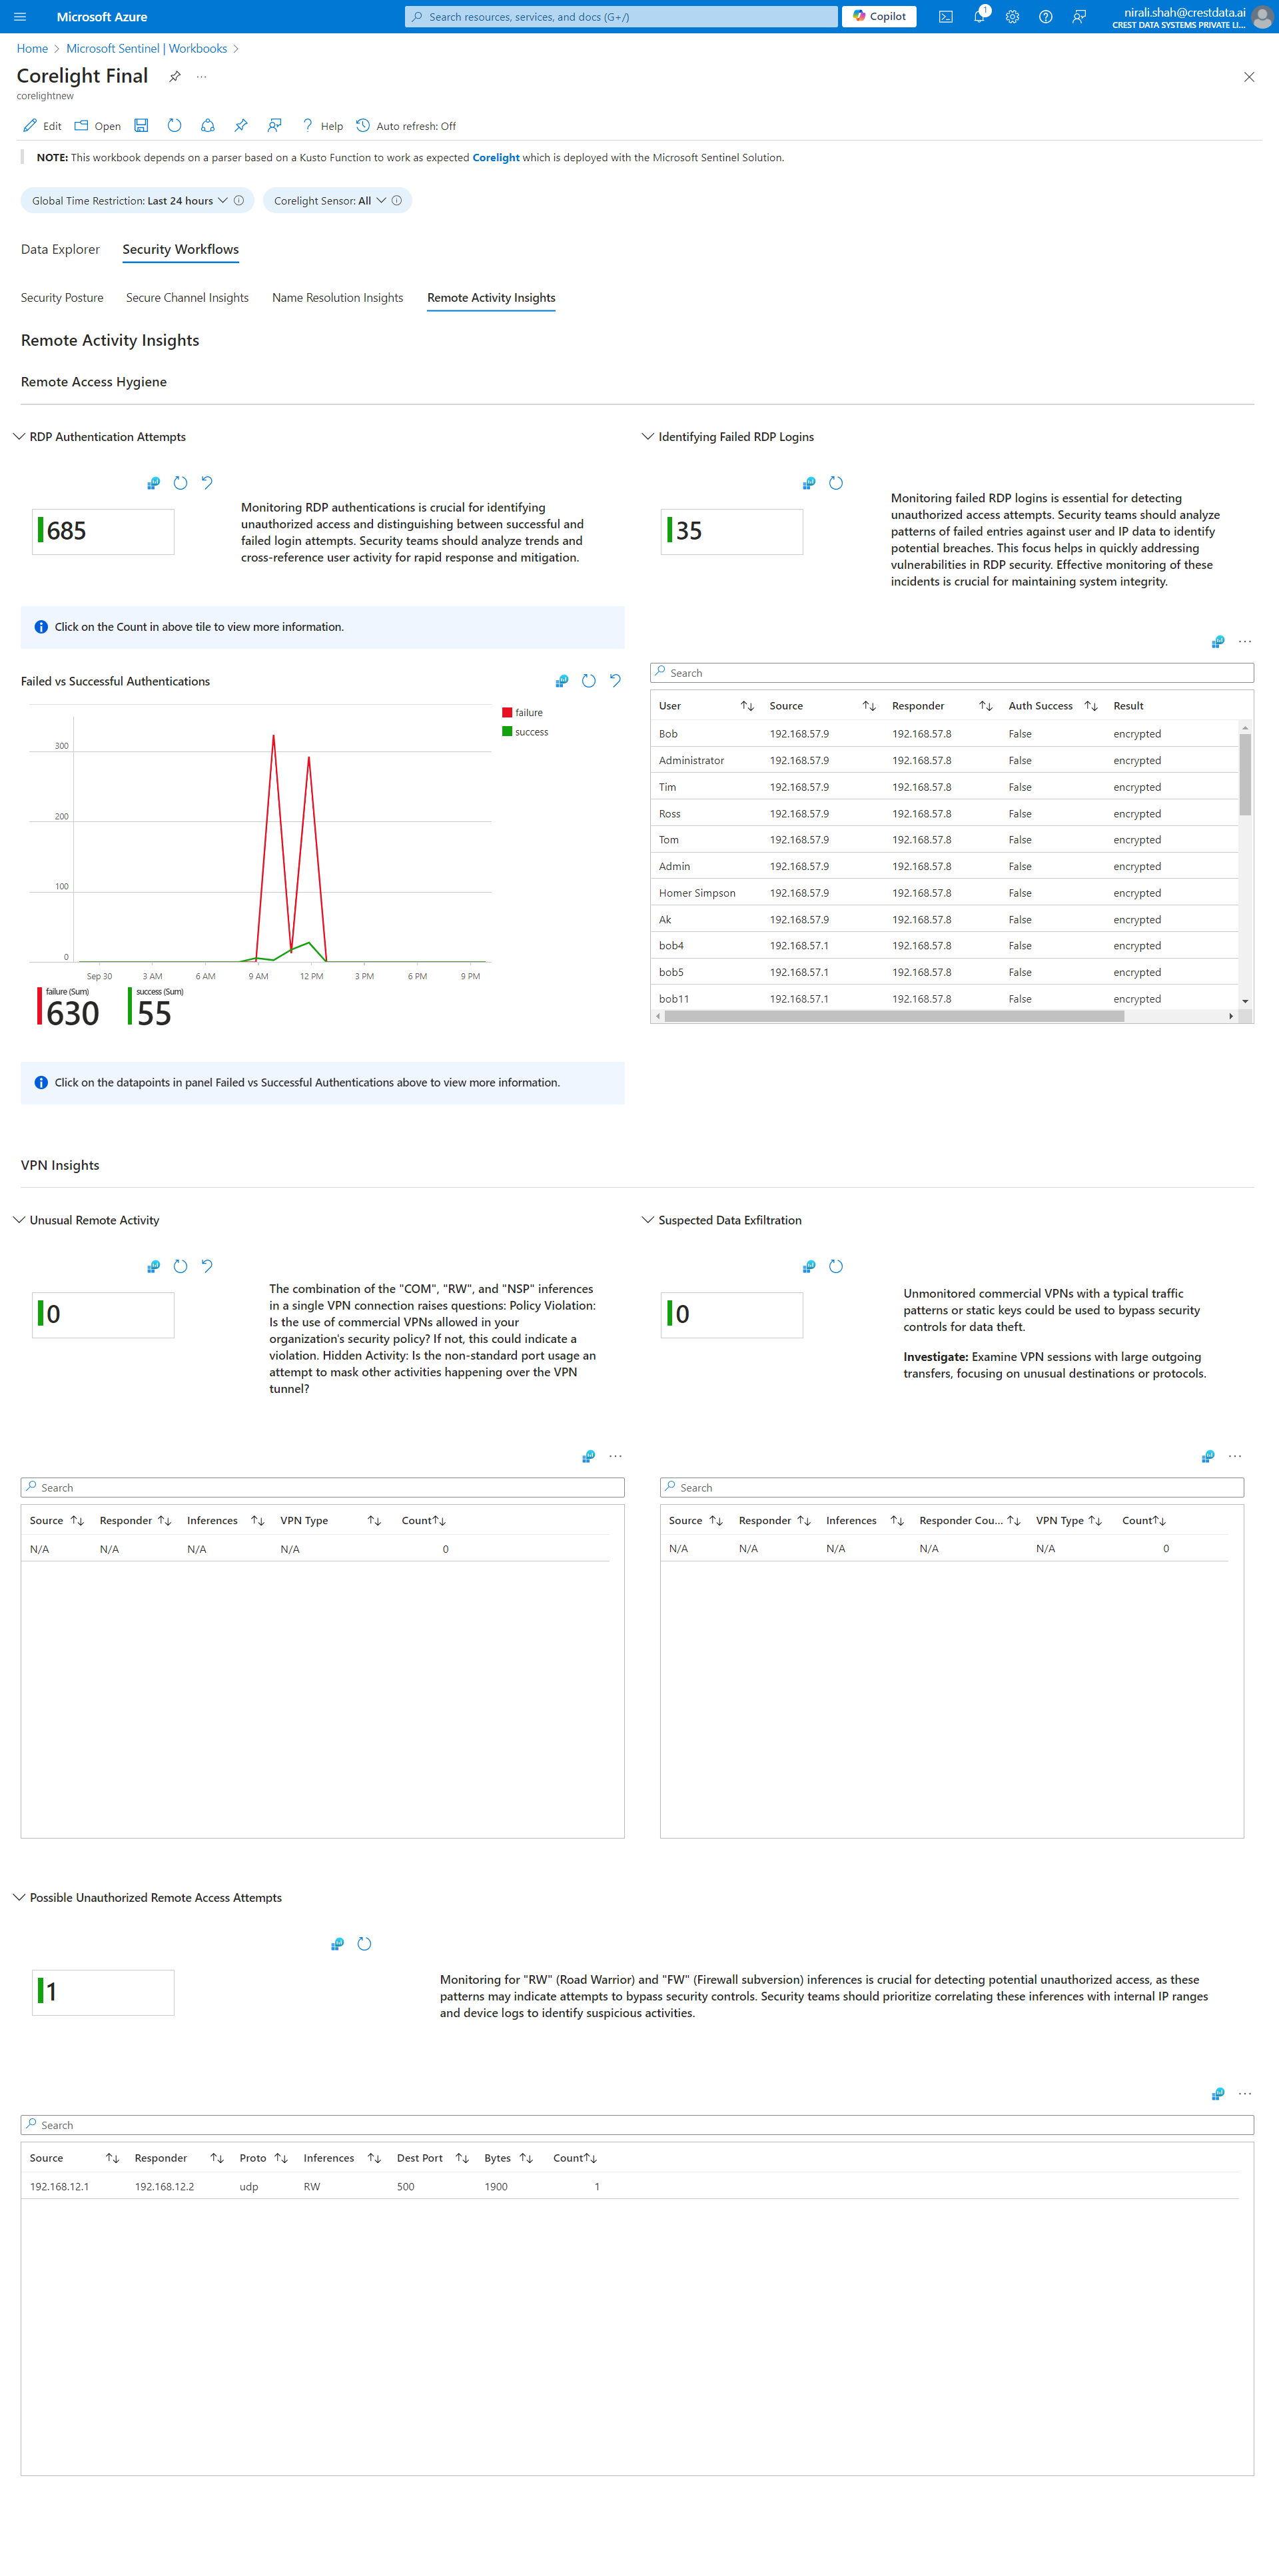 Microsoft Azure
Search resources, services, and docs (G+/)
Copilot
1
nirali.shah@crestdata.ai
CREST DATA SYSTEMS PRIVATE LI...
Home > Microsoft Sentinel | Workbooks >
Corelight Final
corelightnew
Edit
Open
Help
Auto refresh: Off
NOTE: This workbook depends on a parser based on a Kusto Function to work as expected Corelight which is deployed with the Microsoft Sentinel Solution.
Global Time Restriction: Last 24 hours
Corelight Sensor: All
Data Explorer
Security Workflows
Security Posture
Secure Channel Insights
Name Resolution Insights
Remote Activity Insights
Remote Activity Insights
Remote Access Hygiene
RDP Authentication Attempts
685
Monitoring RDP authentications is crucial for identifying
unauthorized access and distinguishing between successful and
failed login attempts. Security teams should analyze trends and
cross-reference user activity for rapid response and mitigation.
Click on the Count in above tile to view more information.
Failed vs Successful Authentications
failure
success
300
200
100
0
Sep 30 3 AM 6 AM 9 AM 12 PM 3 PM 6 PM 9 PM
failure (Sum)
630
success (Sum)
55
Click on the datapoints in panel Failed vs Successful Authentications above to view more information.
Identifying Failed RDP Logins
35
Monitoring failed RDP logins is essential for detecting
unauthorized access attempts. Security teams should analyze
patterns of failed entries against user and IP data to identify
potential breaches. This focus helps in quickly addressing
vulnerabilities in RDP security. Effective monitoring of these
incidents is crucial for maintaining system integrity.
Search
User Source Responder Auth Success Result
Bob 192.168.57.9 192.168.57.8 False encrypted
Administrator 192.168.57.9 192.168.57.8 False encrypted
Tim 192.168.57.9 192.168.57.8 False encrypted
Ross 192.168.57.9 192.168.57.8 False encrypted
Tom 192.168.57.9 192.168.57.8 False encrypted
Admin 192.168.57.9 192.168.57.8 False encrypted
Homer Simpson 192.168.57.9 192.168.57.8 False encrypted
Ak 192.168.57.9 192.168.57.8 False encrypted
bob4 192.168.57.1 192.168.57.8 False encrypted
bob5 192.168.57.1 192.168.57.8 False encrypted
bob11 192.168.57.1 192.168.57.8 False encrypted
VPN Insights
Unusual Remote Activity
0
The combination of the "COM", "RW", and "NSP" inferences
in a single VPN connection raises questions: Policy Violation:
Is the use of commercial VPNs allowed in your
organization's security policy? If not, this could indicate a
violation. Hidden Activity: Is the non-standard port usage an
attempt to mask other activities happening over the VPN
tunnel?
Search
Source Responder Inferences VPN Type Count
N/A N/A N/A N/A 0
Suspected Data Exfiltration
0
Unmonitored commercial VPNs with a typical traffic
patterns or static keys could be used to bypass security
controls for data theft.
Investigate: Examine VPN sessions with large outgoing
transfers, focusing on unusual destinations or protocols.
Search
Source Responder Inferences Responder Cou... VPN Type Count
N/A N/A N/A N/A N/A 0
Possible Unauthorized Remote Access Attempts
1
Monitoring for "RW" (Road Warrior) and "FW" (Firewall subversion) inferences is crucial for detecting potential unauthorized access, as these
patterns may indicate attempts to bypass security controls. Security teams should prioritize correlating these inferences with internal IP ranges
and device logs to identify suspicious activities.
Search
Source Responder Proto Inferences Dest Port Bytes Count
192.168.12.1 192.168.12.2 udp RW 500 1900 1